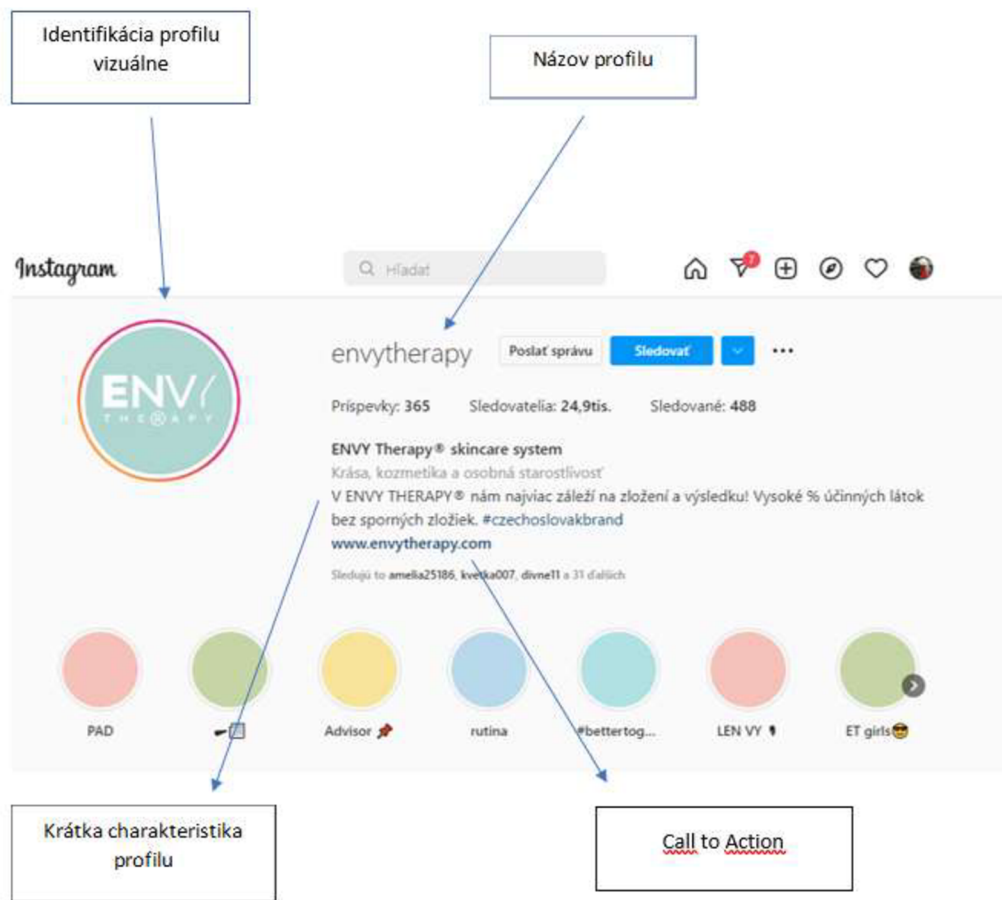 Identifikácia profilu
vizuálne
Názov profilu
Instagram
Hľadať
7
ENVY
THERAPY
envytherapy
Poslať správu
Sledovať
Príspevky: 365
Sledovatelia: 24,9tis.
Sledované: 488
ENVY Therapy® skincare system
Krása, kozmetika a osobná starostlivosť
V ENVY THERAPY® nám najviac záleží na zložení a výsledku! Vysoké % účinných látok
bez sporných zložiek. #czechoslovakbrand
www.envytherapy.com
Sledujú to amelia25186, kvetka007, divne11 a 31 ďalších
PAD
Advisor 📌
rutina
#bettertog...
LEN VY
ET girls😎
Krátka charakteristika
profilu
Call to Action